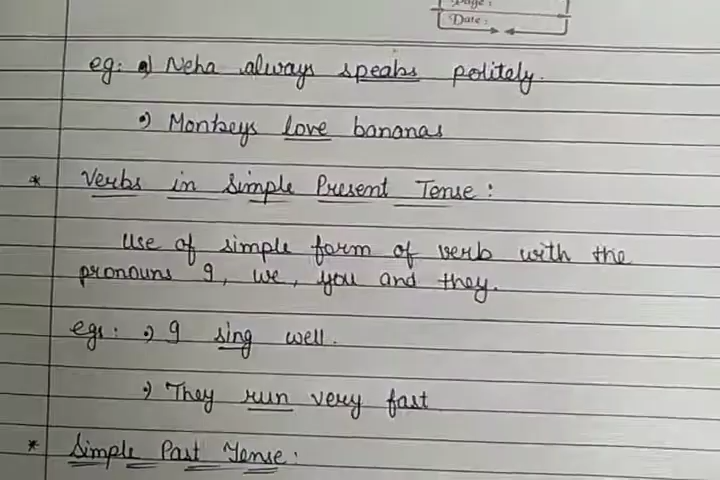 Page:
Date:
eg: •) Neha always speaks politely.
•) Monkeys love bananas
* Verbs in Simple Present Tense:
Use of simple form of verb with the
pronouns I, we, you and they.
egs: •) I sing well.
•) They run very fast
* Simple Past Tense: